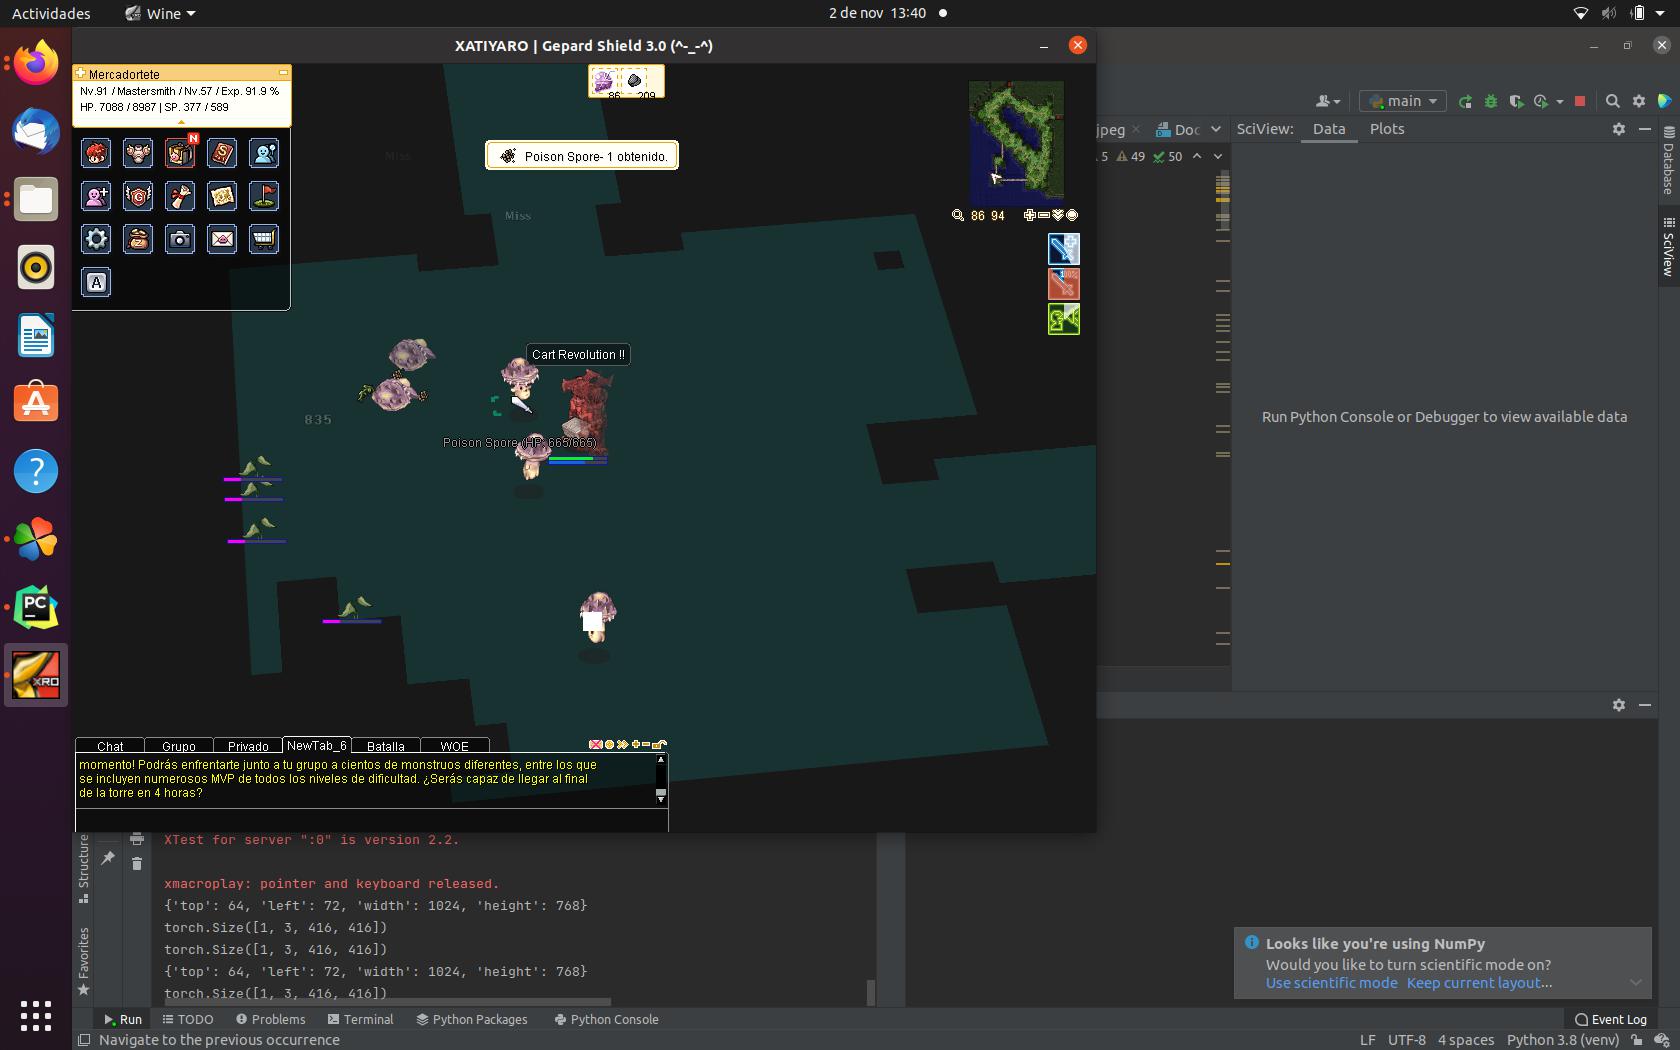 Actividades
Wine
2 de nov 13:40
XATIYARO | Gepard Shield 3.0 (^-_-^)
Mercadortete
Nv.91 / Mastersmith / Nv.57 / Exp. 91.9 %
HP. 7088 / 8987 | SP. 377 / 589
N
A
86
209
Poison Spore- 1 obtenido.
Miss
Miss
86 94
100%
Cart Revolution !!
835
Poison Spore (HP: 665/665)
Chat
Grupo
Privado
NewTab_6
Batalla
WOE
momento! Podrás enfrentarte junto a tu grupo a cientos de monstruos diferentes, entre los que
se incluyen numerosos MVP de todos los niveles de dificultad. ¿Serás capaz de llegar al final
de la torre en 4 horas?
main
jpeg
Doc
SciView:
Data
Plots
5
49
50
Database
SciView
Run Python Console or Debugger to view available data
PC
XRO
Structure
Favorites
XTest for server ":0" is version 2.2.
xmacroplay: pointer and keyboard released.
{'top': 64, 'left': 72, 'width': 1024, 'height': 768}
torch.Size([1, 3, 416, 416])
torch.Size([1, 3, 416, 416])
{'top': 64, 'left': 72, 'width': 1024, 'height': 768}
torch.Size([1, 3, 416, 416])
Looks like you're using NumPy
Would you like to turn scientific mode on?
Use scientific mode Keep current layout...
Run
TODO
Problems
Terminal
Python Packages
Python Console
Event Log
Navigate to the previous occurrence
LF
UTF-8
4 spaces
Python 3.8 (venv)